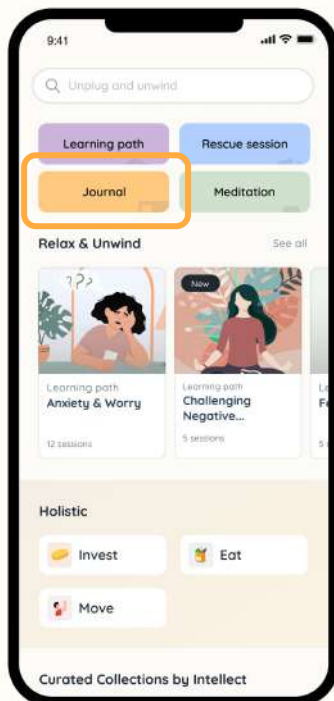 9:41
Unplug and unwind
Learning path
Rescue session
Journal
Meditation
Relax & Unwind
See all
???
New
Learning path
Anxiety & Worry
12 sessions
Learning path
Challenging
Negative...
5 sessions
Holistic
Invest
Eat
Move
Curated Collections by Intellect